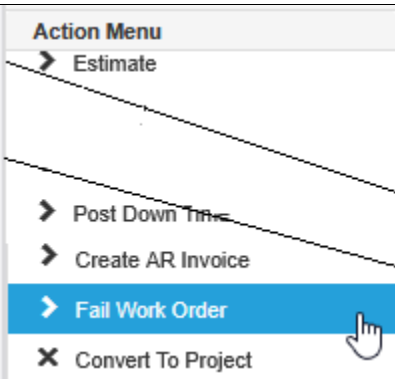 Action Menu
Estimate
Post Down
Create AR Invoice
Fail Work Order
Convert To Project